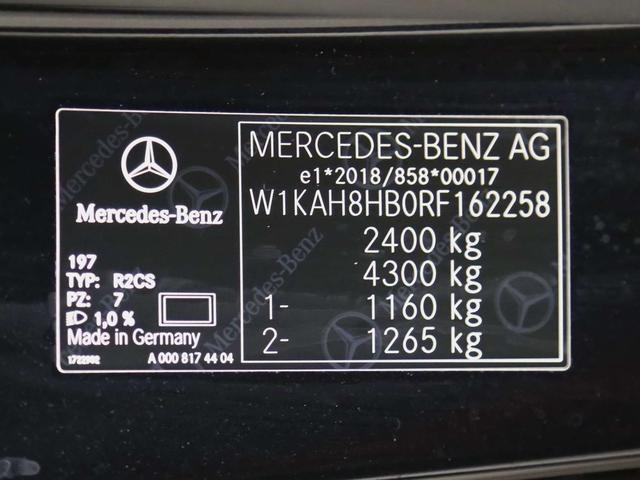 Mercedes-Benz
197
TYP: R2CS
PZ: 7
1,0 %
Made in Germany
A 000 817 44 04
MERCEDES-BENZ AG
e1*2018/858*00017
W1KAH8HB0RF162258
2400 kg
4300 kg
1- 1160 kg
2- 1265 kg